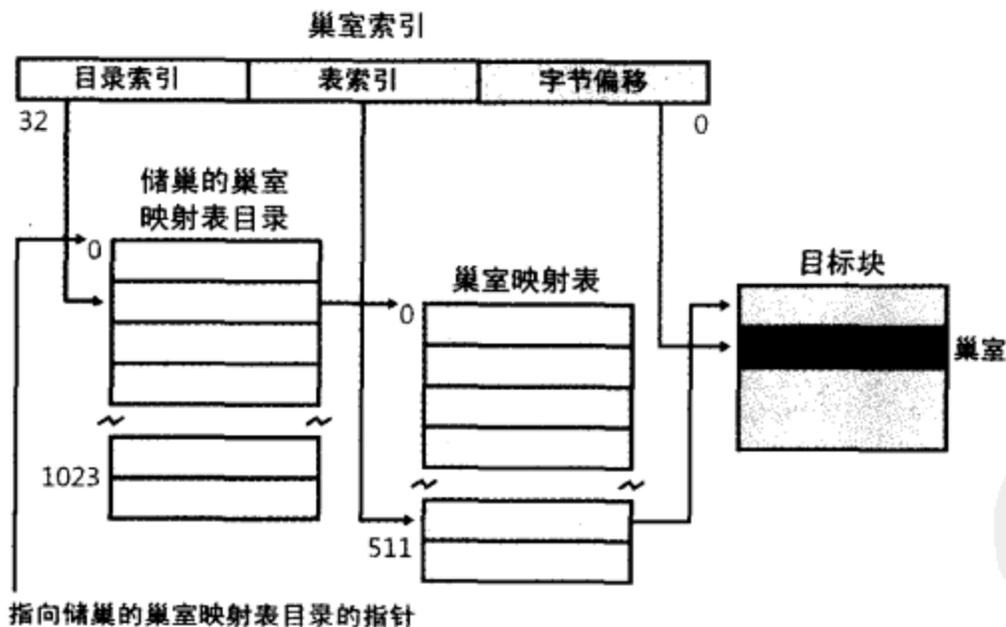 巢室索引
目录索引 表索引 字节偏移
32 0
储巢的巢室
映射表目录
0
巢室映射表
0
目标块
巢室
1023
511
指向储巢的巢室映射表目录的指针